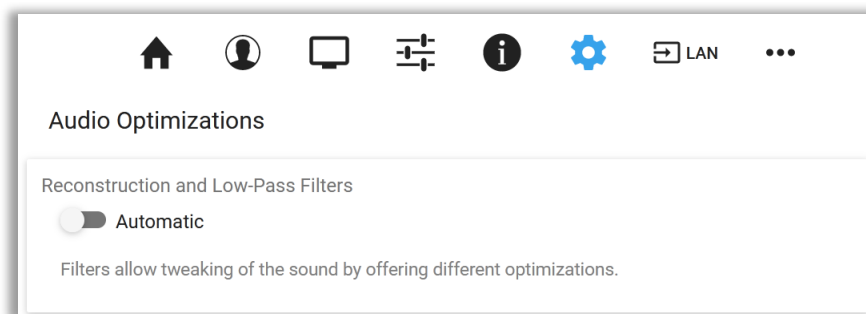 LAN
Audio Optimizations
Reconstruction and Low-Pass Filters
Automatic
Filters allow tweaking of the sound by offering different optimizations.